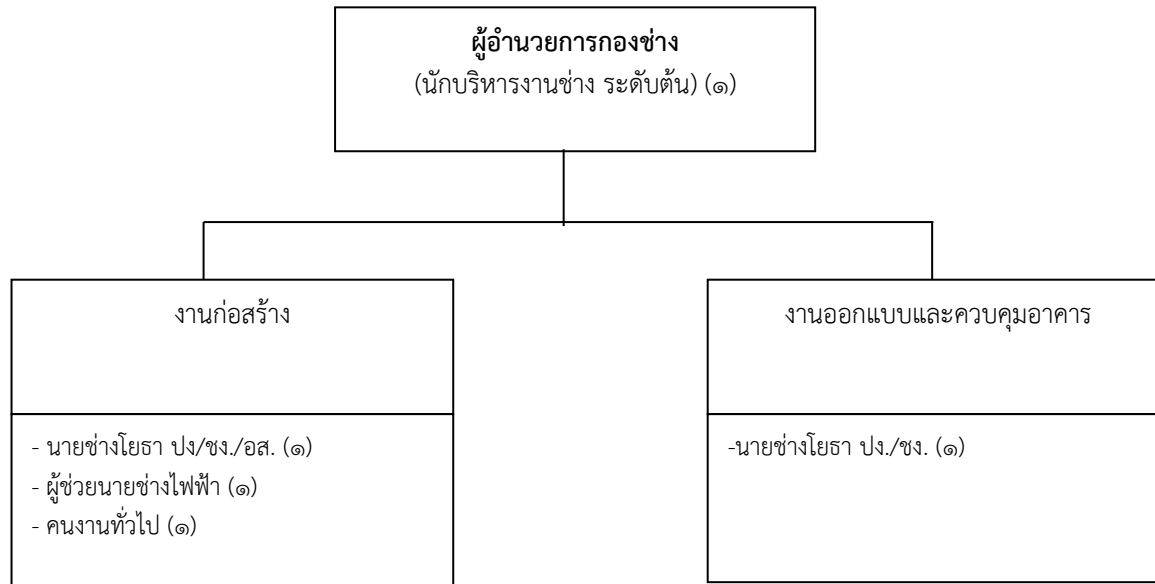 ผู้อำนวยการกองช่าง
(นักบริหารงานช่าง ระดับต้น) (๑)
งานก่อสร้าง
- นายช่างโยธา ปง/ชง./อส. (๑)
- ผู้ช่วยนายช่างไฟฟ้า (๑)
- คนงานทั่วไป (๑)
งานออกแบบและควบคุมอาคาร
-นายช่างโยธา ปง./ชง. (๑)